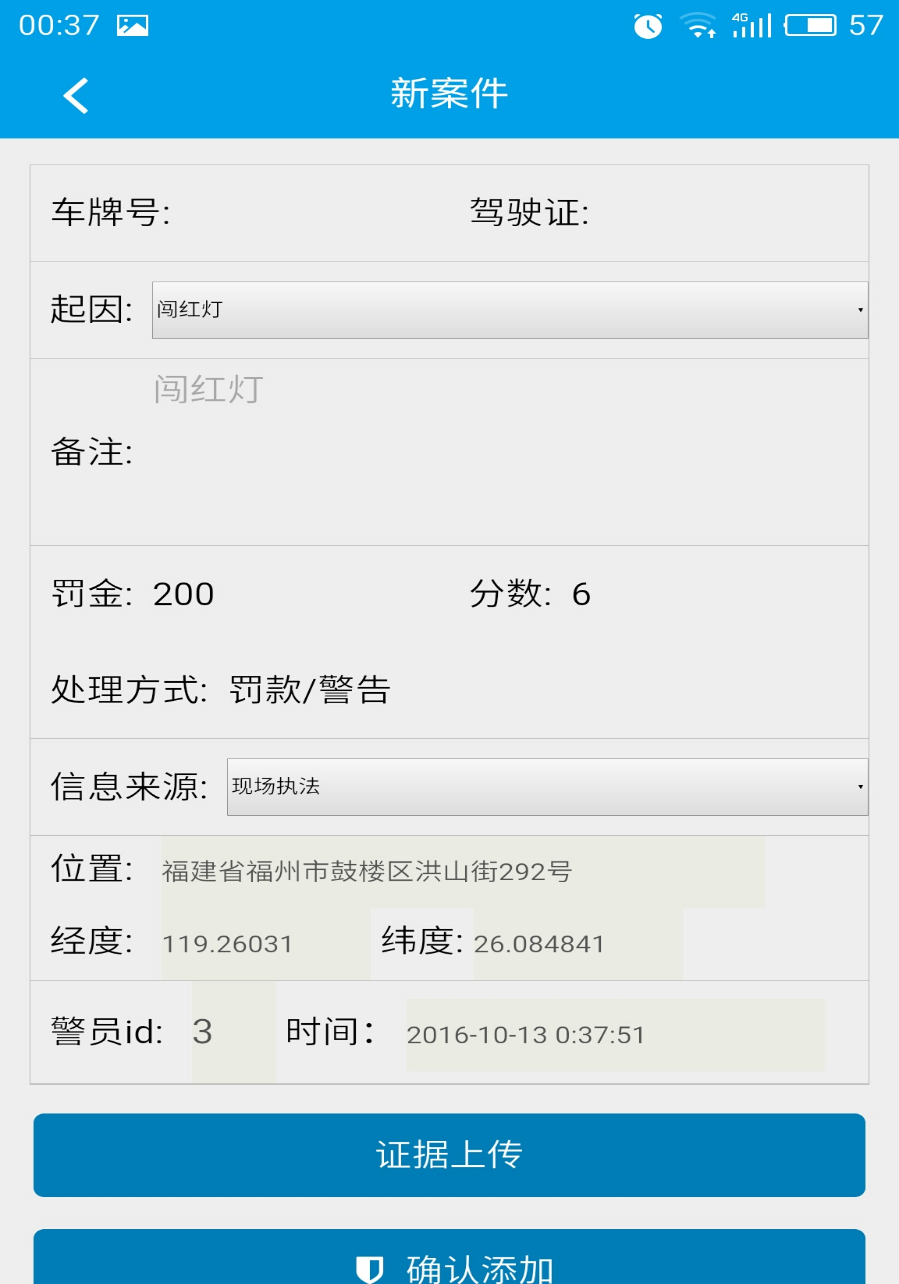 00:37 4G 57
新案件
车牌号: 驾驶证:
起因: 闯红灯
闯红灯
备注:
罚金: 200 分数: 6
处理方式: 罚款/警告
信息来源: 现场执法
位置: 福建省福州市鼓楼区洪山街292号
经度: 119.26031 纬度: 26.084841
警员id: 3 时间： 2016-10-13 0:37:51
证据上传
确认添加